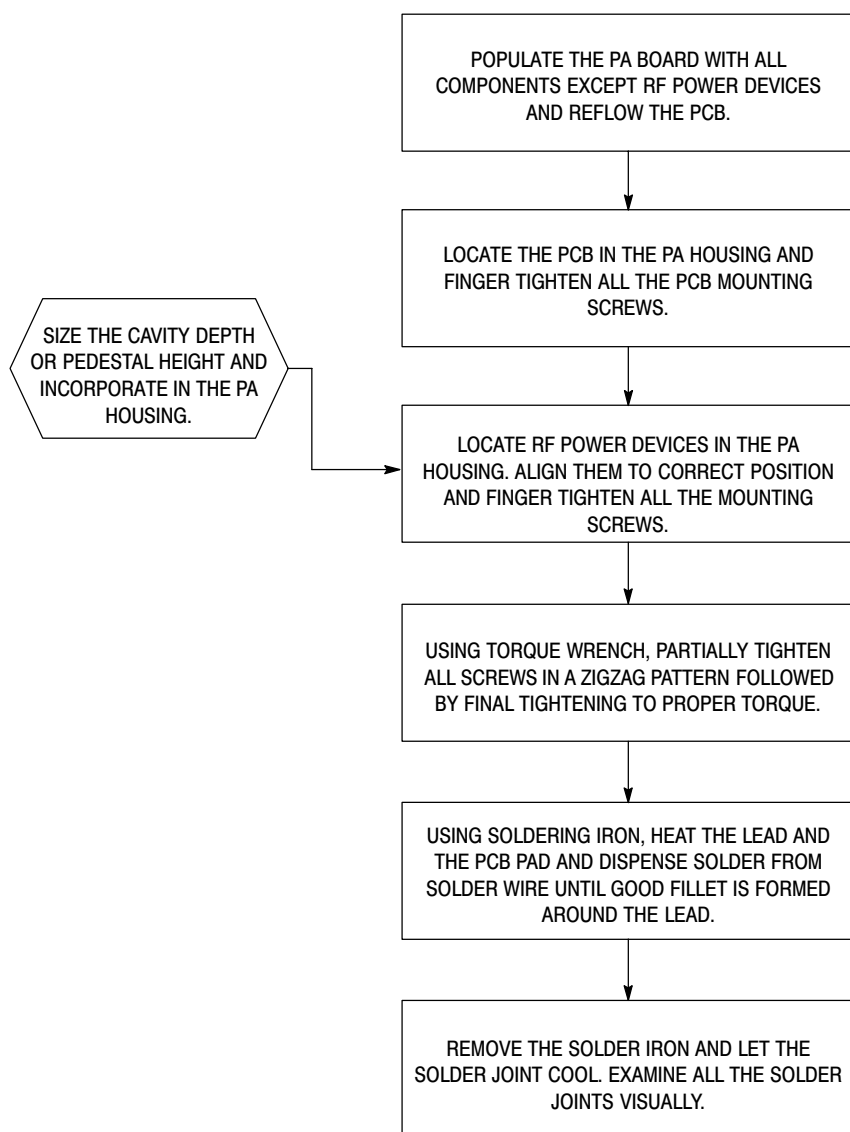 POPULATE THE PA BOARD WITH ALL
COMPONENTS EXCEPT RF POWER DEVICES
AND REFLOW THE PCB.
LOCATE THE PCB IN THE PA HOUSING AND
FINGER TIGHTEN ALL THE PCB MOUNTING
SCREWS.
SIZE THE CAVITY DEPTH
OR PEDESTAL HEIGHT AND
INCORPORATE IN THE PA
HOUSING.
LOCATE RF POWER DEVICES IN THE PA
HOUSING. ALIGN THEM TO CORRECT POSITION
AND FINGER TIGHTEN ALL THE MOUNTING
SCREWS.
USING TORQUE WRENCH, PARTIALLY TIGHTEN
ALL SCREWS IN A ZIGZAG PATTERN FOLLOWED
BY FINAL TIGHTENING TO PROPER TORQUE.
USING SOLDERING IRON, HEAT THE LEAD AND
THE PCB PAD AND DISPENSE SOLDER FROM
SOLDER WIRE UNTIL GOOD FILLET IS FORMED
AROUND THE LEAD.
REMOVE THE SOLDER IRON AND LET THE
SOLDER JOINT COOL. EXAMINE ALL THE SOLDER
JOINTS VISUALLY.